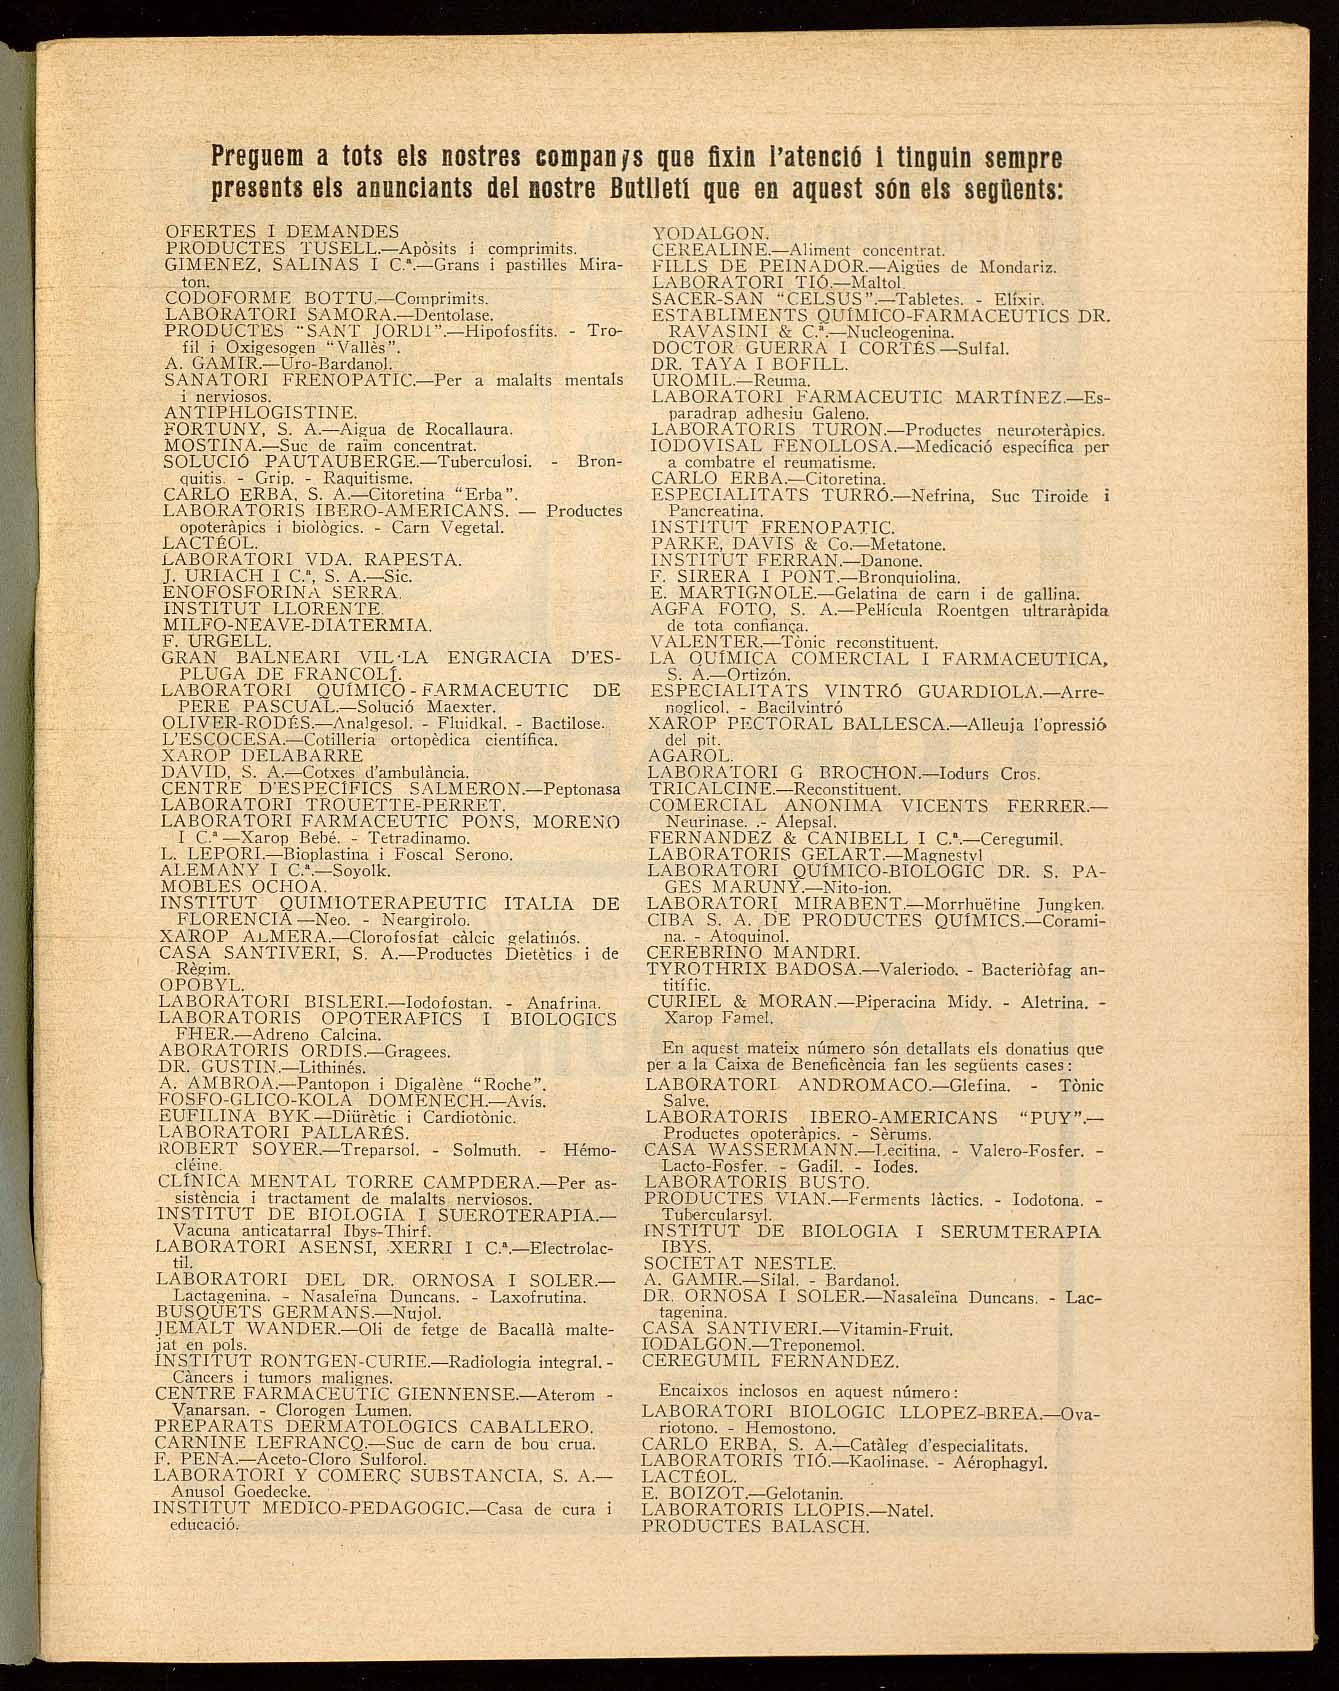 Preguem a tots els nostres companys que fixin l'atenció i tinguin sempre
presents els anunciants del nostre Butlletí que en aquest són els següents:
OFERTES I DEMANDES
PRODUCTES TUSELL.—Apòsits i comprimits.
GIMENEZ, SALINAS I C.ª.—Grans i pastilles Mira-
ton.
CODOFORME BOTTU.—Comprimits.
LABORATORI SAMORA.—Dentolase.
PRODUCTES "SANT JORDI".—Hipofosfits. - Tro-
fil i Oxigesogen "Vallès".
A. GAMIR.—Uro-Bardanol.
SANATORI FRENOPATIC.—Per a malalts mentals
i nerviosos.
ANTIPHLOGISTINE.
FORTUNY, S. A.—Aigua de Rocallaura.
MOSTINA.—Suc de raïm concentrat.
SOLUCIÓ PAUTAUBERGE.—Tuberculosi. - Bron-
quitis. - Grip. - Raquitisme.
CARLO ERBA, S. A.—Citoretina "Erba".
LABORATORIS IBERO-AMERICANS. — Productes
opoteràpics i biològics. - Carn Vegetal.
LACTÉOL.
LABORATORI VDA. RAPESTA.
J. URIACH I C.ª, S. A.—Sic.
ENOFOSFORINA SERRA.
INSTITUT LLORENTE.
MILFO-NEAVE-DIATERMIA.
F. URGELL.
GRAN BALNEARI VIL·LA ENGRACIA D'ES-
PLUGA DE FRANCOLÍ.
LABORATORI QUÍMICO-FARMACEUTIC DE
PERE PASCUAL.—Solució Maexter.
OLIVER-RODÉS.—Analgesol. - Fluidkal. - Bactilose.
L'ESCOCESA.—Cotilleria ortopèdica científica.
XAROP DELABARRE
DAVID, S. A.—Cotxes d'ambulància.
CENTRE D'ESPECÍFICS SALMERON.—Peptonasa
LABORATORI TROUETTE-PERRET.
LABORATORI FARMACEUTIC PONS, MORENO
I C.ª—Xarop Bebé. - Tetradinamo.
L. LEPORI.—Bioplastina i Foscal Serono.
ALEMANY I C.ª.—Soyolk.
MOBLES OCHOA.
INSTITUT QUIMIOTERAPEUTIC ITALIA DE
FLORENCIA—Neo. - Neargirolo.
XAROP ALMERA.—Clorofosfat càlcic gelatinós.
CASA SANTIVERI, S. A.—Productes Dietètics i de
Règim.
OPOBYL.
LABORATORI BISLERI.—Iodofostan. - Anafrina.
LABORATORIS OPOTERAPICS I BIOLOGICS
FHER.—Adreno Calcina.
ABORATORIS ORDIS.—Gragees.
DR. GUSTIN.—Lithinés.
A. AMBROA.—Pantopon i Digalène "Roche".
FOSFO-GLICO-KOLA DOMENECH.—Avís.
EUFILINA BYK—Diürètic i Cardiotònic.
LABORATORI PALLARÉS.
ROBERT SOYER.—Treparsol. - Solmuth. - Hémo-
cléine.
CLÍNICA MENTAL TORRE CAMPDERA.—Per as-
sistència i tractament de malalts nerviosos.
INSTITUT DE BIOLOGIA I SUEROTERAPIA.—
Vacuna anticatarral Ibys-Thirf.
LABORATORI ASENSI, XERRI I C.ª.—Electrolac-
til.
LABORATORI DEL DR. ORNOSA I SOLER.—
Lactagenina. - Nasaleïna Duncans. - Laxofrutina.
BUSQUETS GERMANS.—Nujol.
JEMALT WANDER.—Oli de fetge de Bacallà malte-
jat en pols.
INSTITUT RONTGEN-CURIE.—Radiologia integral. -
Càncers i tumors malignes.
CENTRE FARMACEUTIC GIENNENSE.—Aterom -
Vanarsan. - Clorogen Lumen.
PREPARATS DERMATOLOGICS CABALLERO.
CARNINE LEFRANCQ.—Suc de carn de bou crua.
F. PENA.—Aceto-Cloro Sulforol.
LABORATORI Y COMERÇ SUBSTANCIA, S. A.—
Anusol Goedecke.
INSTITUT MEDICO-PEDAGOGIC.—Casa de cura i
educació.
YODALGON.
CEREALINE.—Aliment concentrat.
FILLS DE PEINADOR.—Aigües de Mondariz.
LABORATORI TIÓ.—Maltol.
SACER-SAN "CELSUS".—Tabletes. - Elíxir.
ESTABLIMENTS QUÍMICO-FARMACEUTICS DR.
RAVASINI & C.ª.—Nucleogenina.
DOCTOR GUERRA I CORTÉS—Sulfal.
DR. TAYA I BOFILL.
UROMIL.—Reuma.
LABORATORI FARMACEUTIC MARTÍNEZ.—Es-
paradrap adhesiu Galeno.
LABORATORIS TURON.—Productes neuroteràpics.
IODOVISAL FENOLLOSA.—Medicació específica per
a combatre el reumatisme.
CARLO ERBA.—Citoretina.
ESPECIALITATS TURRÓ.—Nefrina, Suc Tiroide i
Pancreatina.
INSTITUT FRENOPATIC.
PARKE, DAVIS & Co.—Metatone.
INSTITUT FERRAN.—Danone.
F. SIRERA I PONT.—Bronquiolina.
E. MARTIGNOLE.—Gelatina de carn i de gallina.
AGFA FOTO, S. A.—Pel·lícula Roentgen ultraràpida
de tota confiança.
VALENTER.—Tònic reconstituent.
LA QUÍMICA COMERCIAL I FARMACEUTICA,
S. A.—Ortizón.
ESPECIALITATS VINTRÓ GUARDIOLA.—Arre-
noglicol. - Bacilvintró
XAROP PECTORAL BALLESCA.—Alleuja l'opressió
del pit.
AGAROL.
LABORATORI G BROCHON.—Iodurs Cros.
TRICALCINE.—Reconstituent.
COMERCIAL ANONIMA VICENTS FERRER.—
Neurinase. .- Alepsal.
FERNANDEZ & CANIBELL I C.ª.—Ceregumil.
LABORATORIS GELART.—Magnestyl
LABORATORI QUÍMICO-BIOLOGIC DR. S. PA-
GES MARUNY.—Nito-ion.
LABORATORI MIRABENT.—Morrhuëtine Jungken.
CIBA S. A. DE PRODUCTES QUÍMICS.—Corami-
na. - Atoquinol.
CEREBRINO MANDRI.
TYROTHRIX BADOSA.—Valeriodo. - Bacteriòfag an-
titífic.
CURIEL & MORAN.—Piperacina Midy. - Aletrina. -
Xarop Famel.
En aquest mateix número són detallats els donatius que
per a la Caixa de Beneficència fan les següents cases:
LABORATORI ANDROMACO.—Glefina. - Tònic
Salve.
LABORATORIS IBERO-AMERICANS "PUY".—
Productes opoteràpics. - Sèrums.
CASA WASSERMANN.—Lecitina. - Valero-Fosfer. -
Lacto-Fosfer. - Gadil. - Iodes.
LABORATORIS BUSTO.
PRODUCTES VIAN.—Ferments làctics. - Iodotona. -
Tubercularsyl.
INSTITUT DE BIOLOGIA I SERUMTERAPIA
IBYS.
SOCIETAT NESTLE.
A. GAMIR.—Silal. - Bardanol.
DR. ORNOSA I SOLER.—Nasaleïna Duncans. - Lac-
tagenina.
CASA SANTIVERI.—Vitamin-Fruit.
IODALGON.—Treponemol.
CEREGUMIL FERNANDEZ.
Encaixos inclosos en aquest número:
LABORATORI BIOLOGIC LLOPEZ-BREA.—Ova-
riotono. - Hemostono.
CARLO ERBA, S. A.—Catàleg d'especialitats.
LABORATORIS TIÓ.—Kaolinase. - Aérophagyl.
LACTÉOL.
E. BOIZOT.—Gelotanin.
LABORATORIS LLOPIS.—Natel.
PRODUCTES BALASCH.